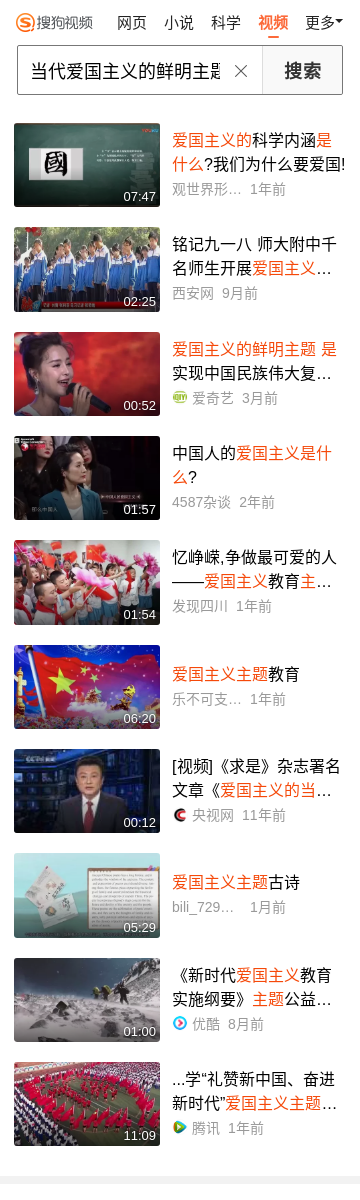 搜狗视频 网页 小说 科学 视频 更多
当代爱国主义的鲜明主题 搜索
國
07:47
爱国主义的科学内涵是
什么?我们为什么要爱国!
观世界形... 1年前
02:25
铭记九一八 师大附中千
名师生开展爱国主义...
西安网 9月前
00:52
爱国主义的鲜明主题 是
实现中国民族伟大复...
爱奇艺 3月前
01:57
中国人的爱国主义是什
么?
4587杂谈 2年前
01:54
忆峥嵘,争做最可爱的人
——爱国主义教育主...
发现四川 1年前
06:20
爱国主义主题教育
乐不可支... 1年前
00:12
[视频]《求是》杂志署名
文章《爱国主义的当...
央视网 11年前
05:29
爱国主义主题古诗
bili_729... 1月前
01:00
《新时代爱国主义教育
实施纲要》主题公益...
优酷 8月前
11:09
...学“礼赞新中国、奋进
新时代”爱国主义主题...
腾讯 1年前